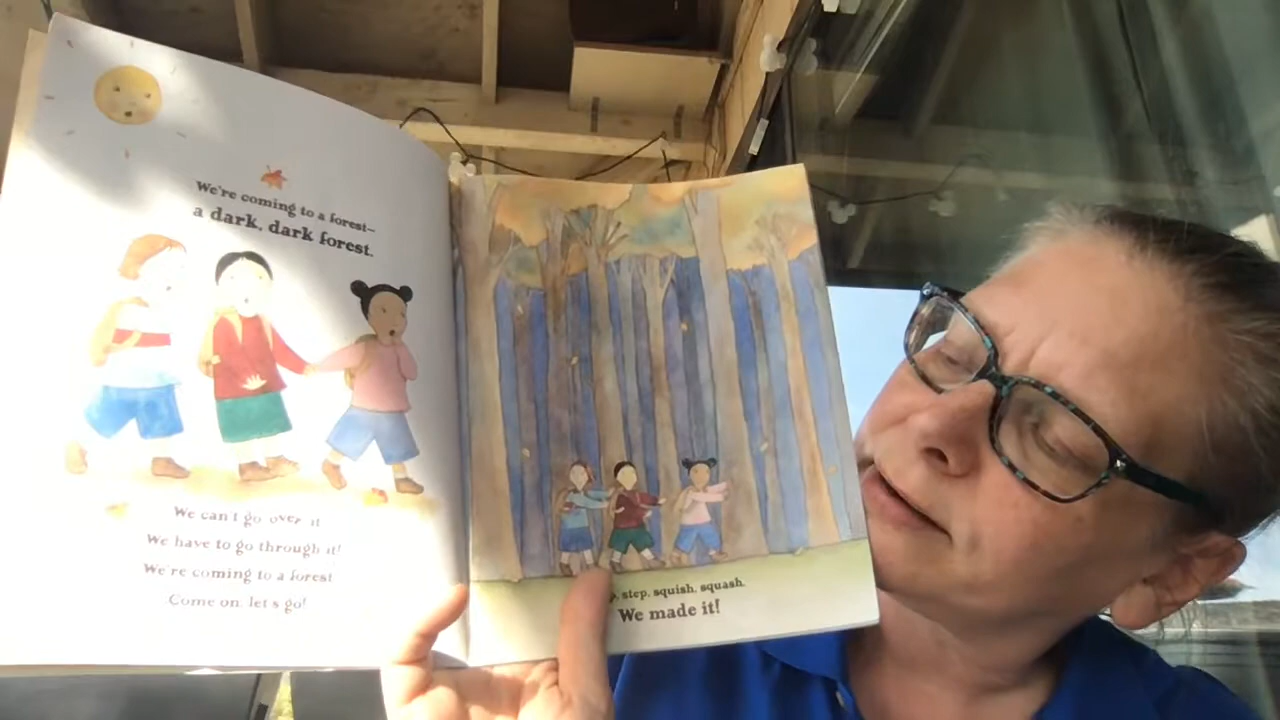 We're coming to a forest–
a dark, dark forest.
We can't go over it
We have to go through it!
We're coming to a forest
Come on, let's go!
step, squish, squash.
We made it!